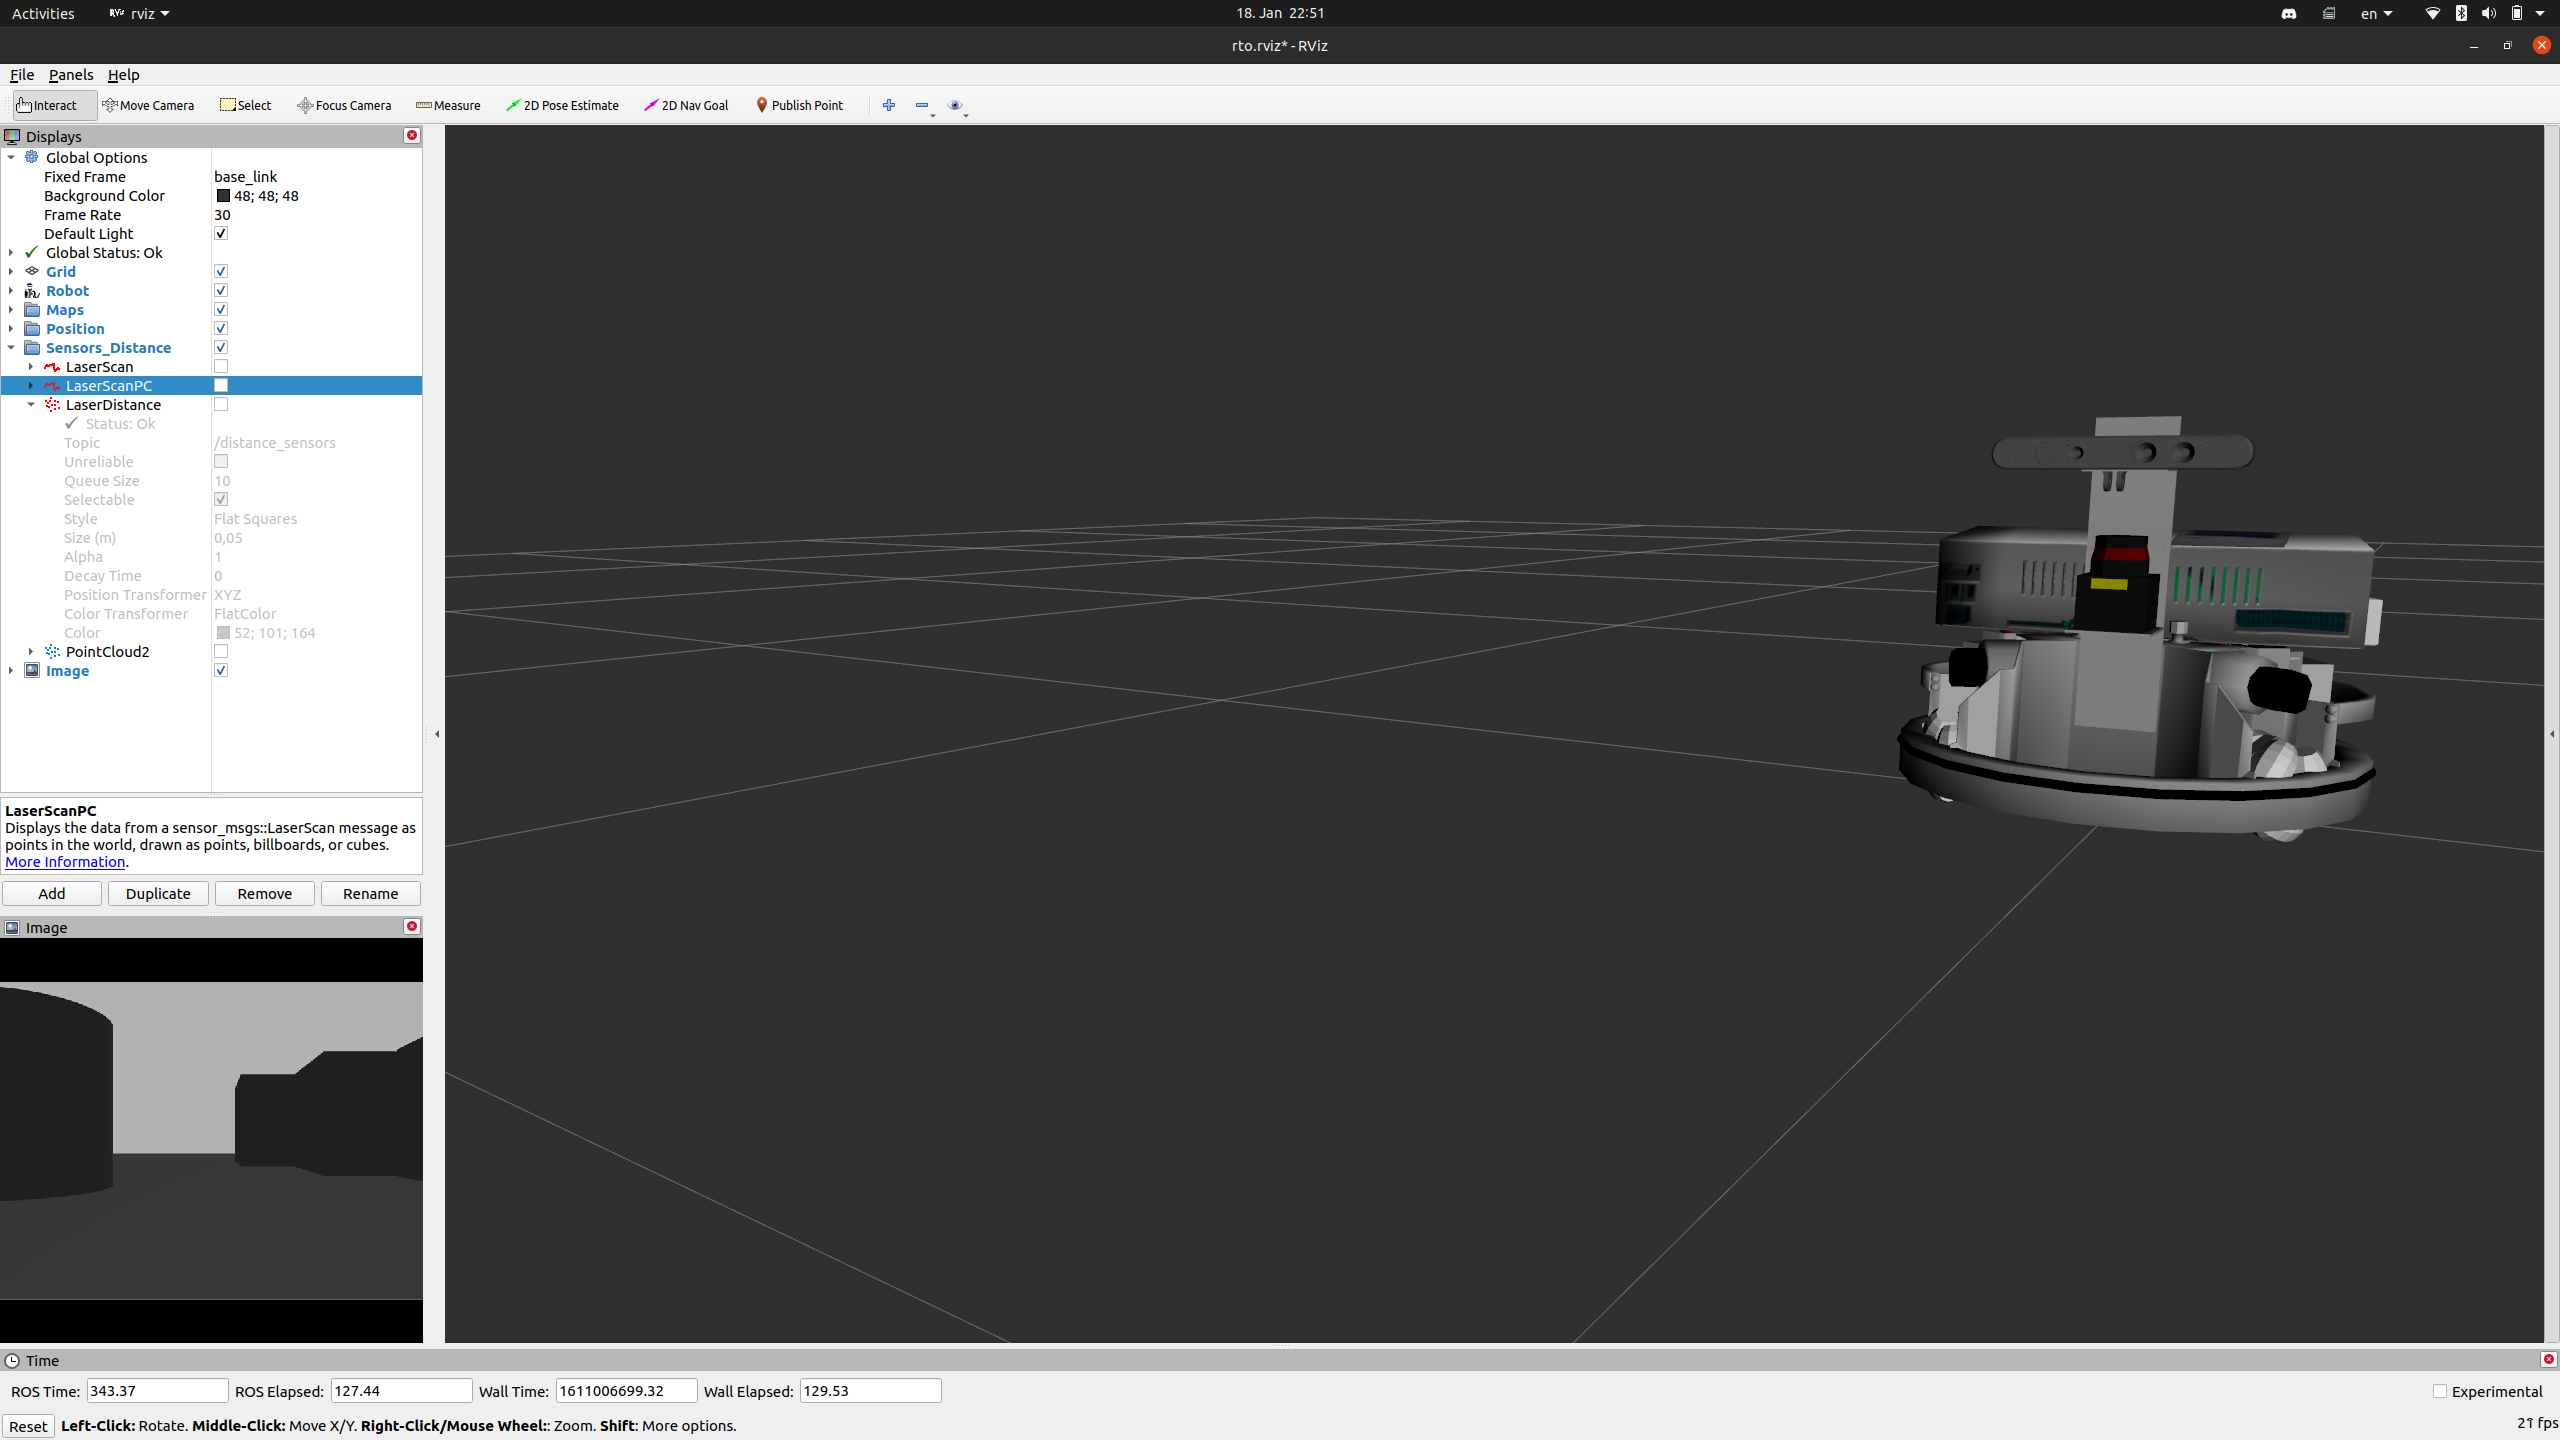 Activities RViz rviz 18. Jan 22:51 en
rto.rviz* - RViz
File Panels Help
Interact Move Camera Select Focus Camera Measure 2D Pose Estimate 2D Nav Goal Publish Point
Displays
Global Options
Fixed Frame base_link
Background Color 48; 48; 48
Frame Rate 30
Default Light
Global Status: Ok
Grid
Robot
Maps
Position
Sensors_Distance
LaserScan
LaserScanPC
LaserDistance
Status: Ok
Topic /distance_sensors
Unreliable
Queue Size 10
Selectable
Style Flat Squares
Size (m) 0,05
Alpha 1
Decay Time 0
Position Transformer XYZ
Color Transformer FlatColor
Color 52; 101; 164
PointCloud2
Image
LaserScanPC
Displays the data from a sensor_msgs::LaserScan message as
points in the world, drawn as points, billboards, or cubes.
More Information.
Add Duplicate Remove Rename
Image
Time
ROS Time: 343.37 ROS Elapsed: 127.44 Wall Time: 1611006699.32 Wall Elapsed: 129.53 Experimental
Reset Left-Click: Rotate. Middle-Click: Move X/Y. Right-Click/Mouse Wheel:: Zoom. Shift: More options. fps